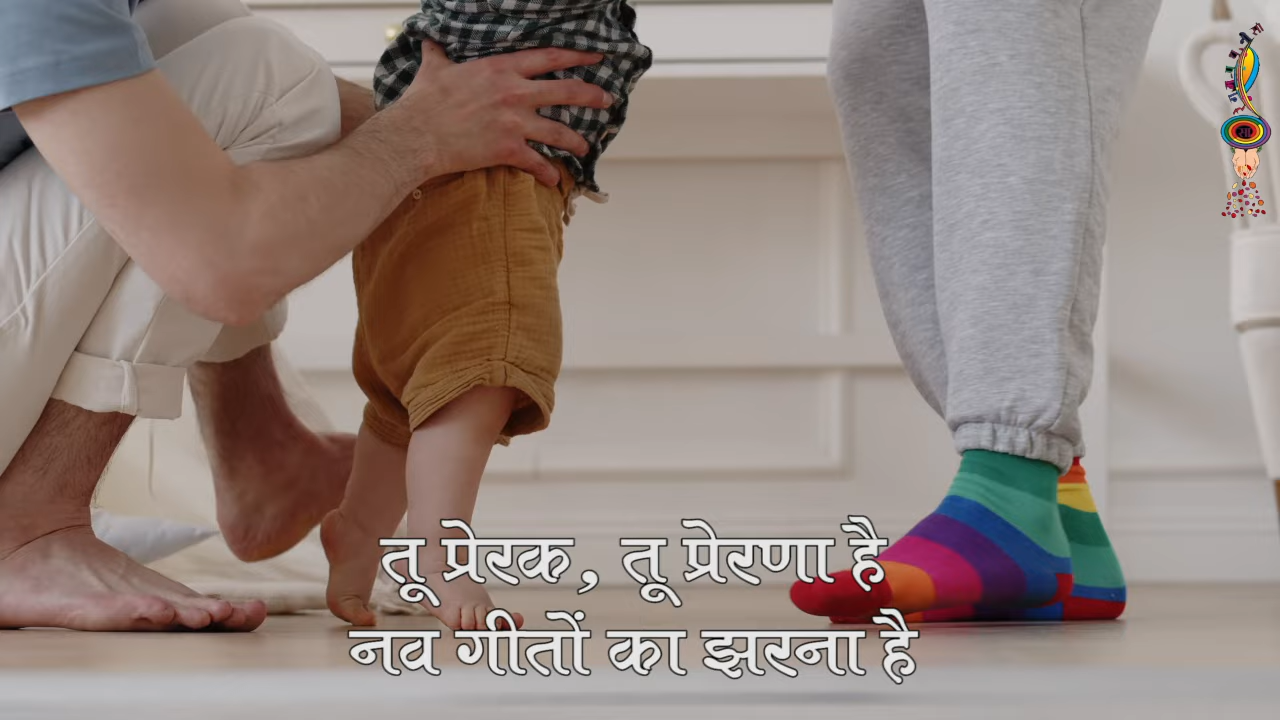 तू प्रेरक, तू प्रेरणा है
नव गीतों का झरना है